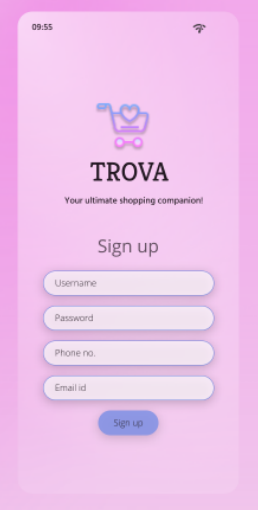 09:55
TROVA
Your ultimate shopping companion!
Sign up
Username
Password
Phone no.
Email id
Sign up